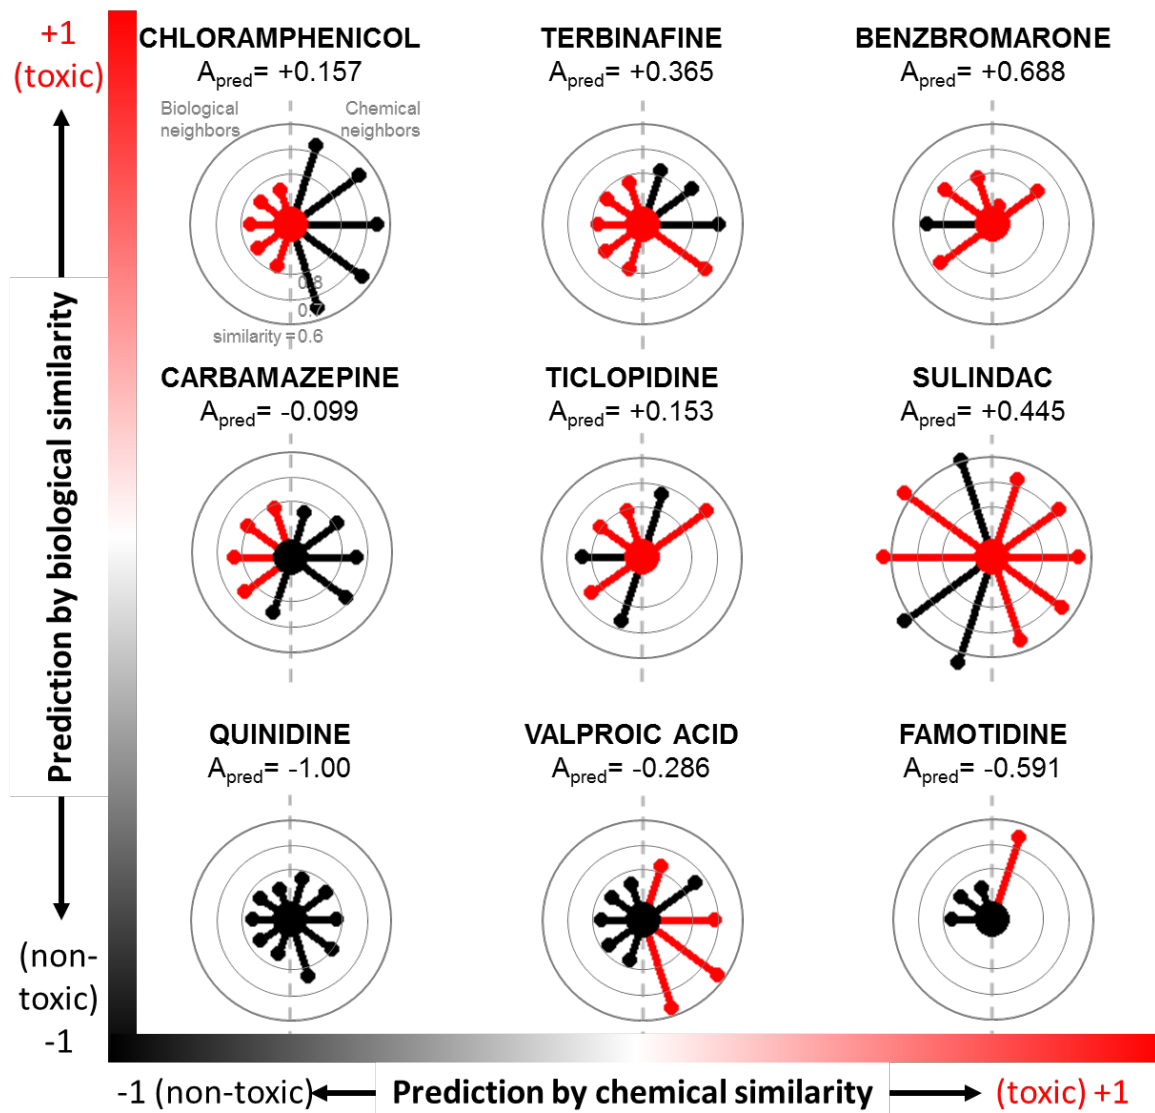 +1
(toxic)
Prediction by biological similarity
(non-
toxic)
-1
CHLORAMPHENICOL
Apred= +0.157
Biological
neighbors
Chemical
neighbors
0.8
0.7
similarity =0.6
TERBINAFINE
Apred= +0.365
BENZBROMARONE
Apred= +0.688
CARBAMAZEPINE
Apred= -0.099
TICLOPIDINE
Apred= +0.153
SULINDAC
Apred= +0.445
QUINIDINE
Apred= -1.00
VALPROIC ACID
Apred= -0.286
FAMOTIDINE
Apred= -0.591
-1 (non-toxic)
Prediction by chemical similarity
(toxic) +1